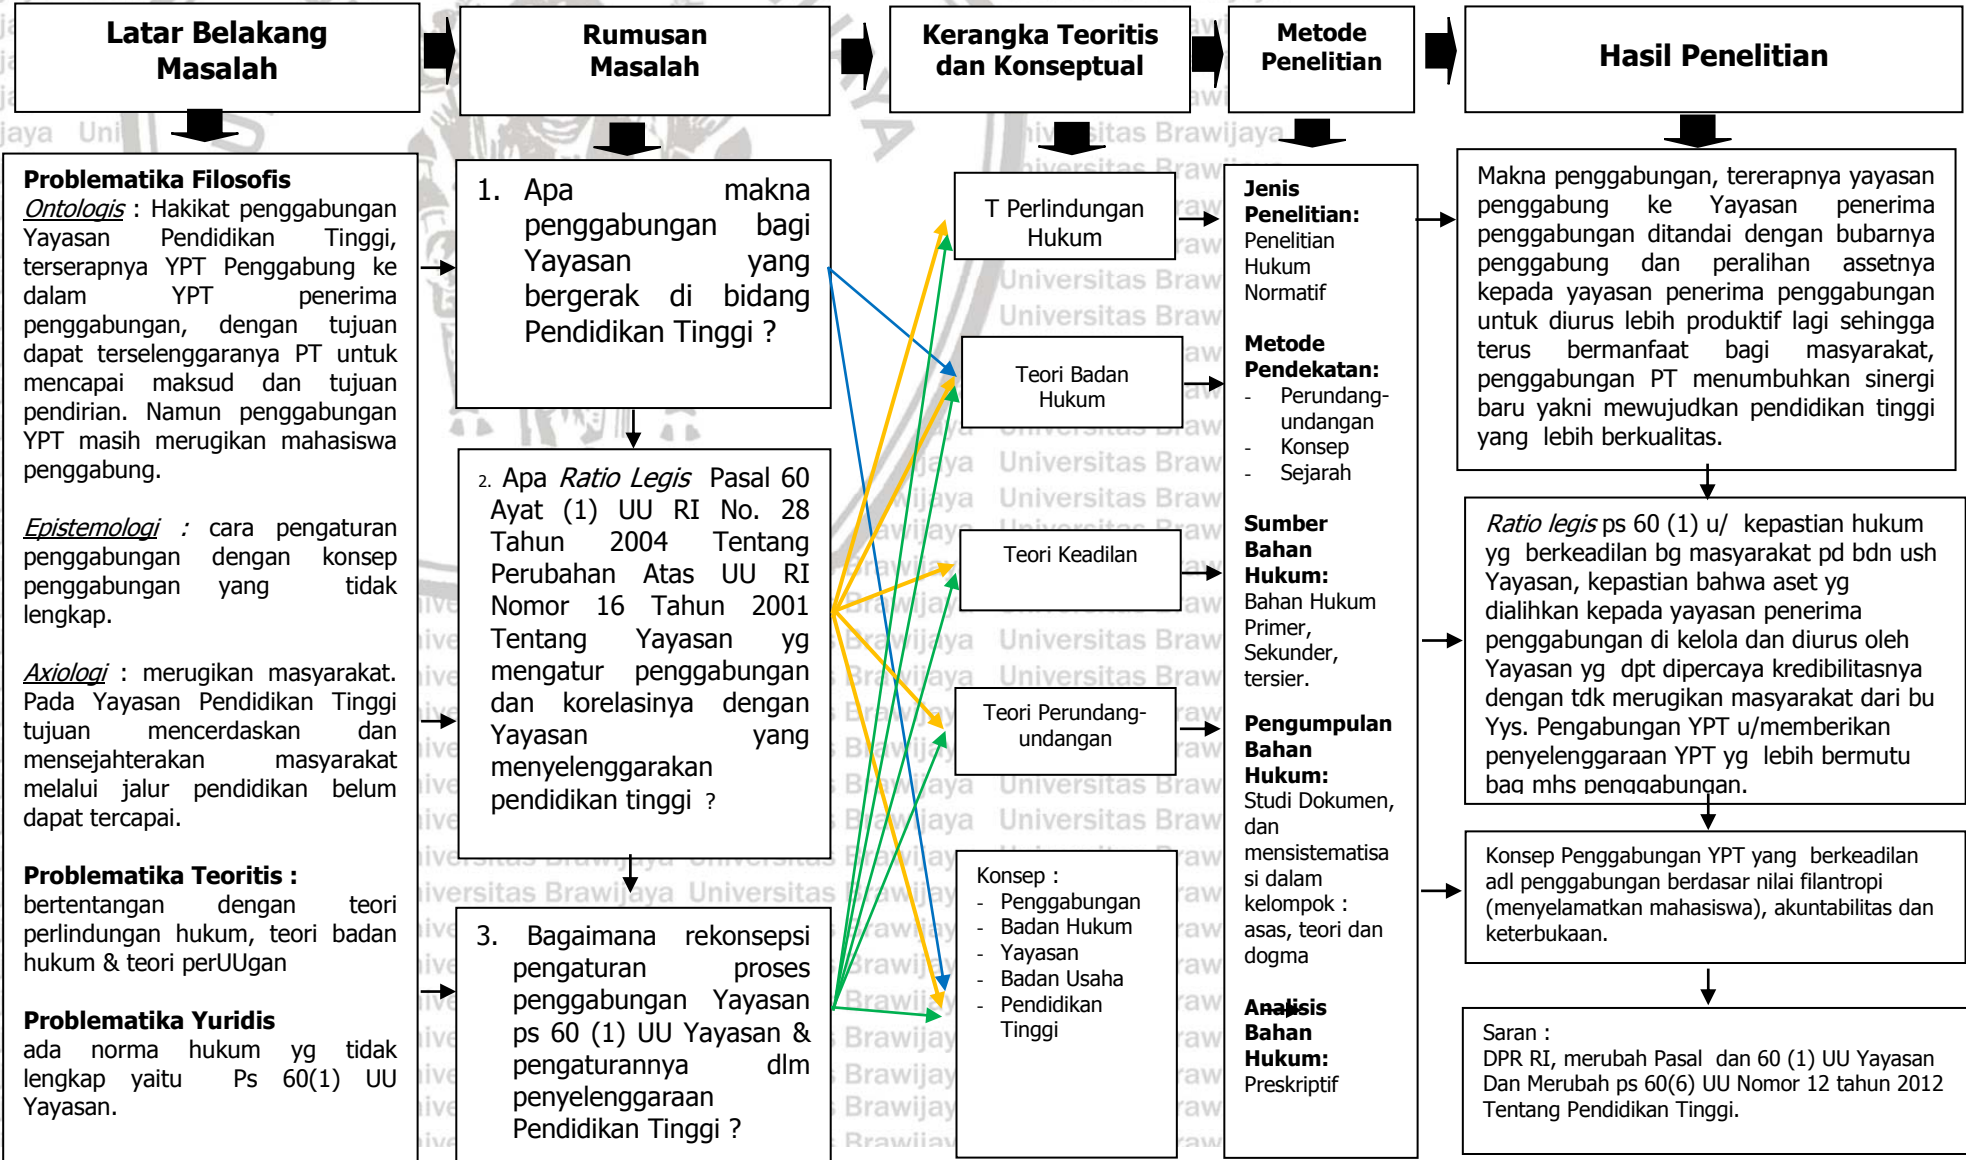 Latar Belakang
Masalah
Rumusan
Masalah
Kerangka Teoritis
dan Konseptual
Metode
Penelitian
Hasil Penelitian
Problematika Filosofis
Ontologis : Hakikat penggabungan
Yayasan Pendidikan Tinggi,
terserapnya YPT Penggabung ke
dalam YPT penerima
penggabungan, dengan tujuan
dapat terselenggaranya PT untuk
mencapai maksud dan tujuan
pendirian. Namun penggabungan
YPT masih merugikan mahasiswa
penggabung.
Epistemologi : cara pengaturan
penggabungan dengan konsep
penggabungan yang tidak
lengkap.
Axiologi : merugikan masyarakat.
Pada Yayasan Pendidikan Tinggi
tujuan mencerdaskan dan
mensejahterakan masyarakat
melalui jalur pendidikan belum
dapat tercapai.
Problematika Teoritis :
bertentangan dengan teori
perlindungan hukum, teori badan
hukum & teori perUUgan
Problematika Yuridis
ada norma hukum yg tidak
lengkap yaitu Ps 60(1) UU
Yayasan.
1. Apa makna
penggabungan bagi
Yayasan yang
bergerak di bidang
Pendidikan Tinggi ?
2. Apa Ratio Legis Pasal 60
Ayat (1) UU RI No. 28
Tahun 2004 Tentang
Perubahan Atas UU RI
Nomor 16 Tahun 2001
Tentang Yayasan yg
mengatur penggabungan
dan korelasinya dengan
Yayasan yang
menyelenggarakan
pendidikan tinggi ?
3. Bagaimana rekonsepsi
pengaturan proses
penggabungan Yayasan
ps 60 (1) UU Yayasan &
pengaturannya dlm
penyelenggaraan
Pendidikan Tinggi ?
T Perlindungan
Hukum
Teori Badan
Hukum
Teori Keadilan
Teori Perundang-
undangan
Konsep :
- Penggabungan
- Badan Hukum
- Yayasan
- Badan Usaha
- Pendidikan
Tinggi
Jenis
Penelitian:
Penelitian
Hukum
Normatif
Metode
Pendekatan:
- Perundang-
undangan
- Konsep
- Sejarah
Sumber
Bahan
Hukum:
Bahan Hukum
Primer,
Sekunder,
tersier.
Pengumpulan
Bahan
Hukum:
Studi Dokumen,
dan
mensistematisa
si dalam
kelompok :
asas, teori dan
dogma
Analisis
Bahan
Hukum:
Preskriptif
Makna penggabungan, tererapnya yayasan
penggabung ke Yayasan penerima
penggabungan ditandai dengan bubarnya
penggabung dan peralihan assetnya
kepada yayasan penerima penggabungan
untuk diurus lebih produktif lagi sehingga
terus bermanfaat bagi masyarakat,
penggabungan PT menumbuhkan sinergi
baru yakni mewujudkan pendidikan tinggi
yang lebih berkualitas.
Ratio legis ps 60 (1) u/ kepastian hukum
yg berkeadilan bg masyarakat pd bdn ush
Yayasan, kepastian bahwa aset yg
dialihkan kepada yayasan penerima
penggabungan di kelola dan diurus oleh
Yayasan yg dpt dipercaya kredibilitasnya
dengan tdk merugikan masyarakat dari bu
Yys. Pengabungan YPT u/memberikan
penyelenggaraan YPT yg lebih bermutu
bag mhs penggabungan.
Konsep Penggabungan YPT yang berkeadilan
adl penggabungan berdasar nilai filantropi
(menyelamatkan mahasiswa), akuntabilitas dan
keterbukaan.
Saran :
DPR RI, merubah Pasal dan 60 (1) UU Yayasan
Dan Merubah ps 60(6) UU Nomor 12 tahun 2012
Tentang Pendidikan Tinggi.